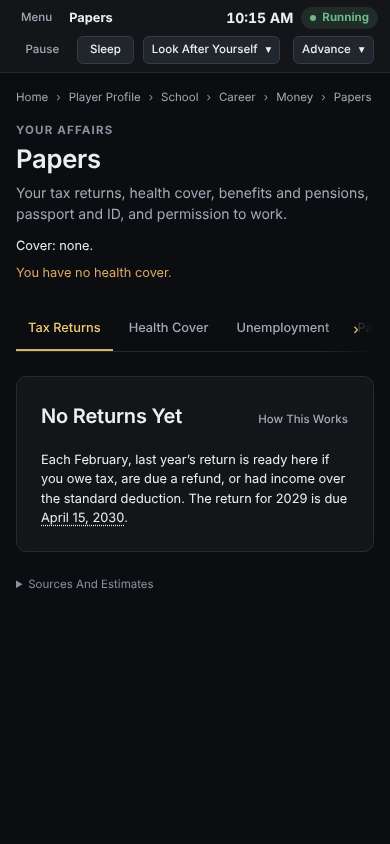 Menu Papers 10:15 AM Running
Pause Sleep Look After Yourself ▾ Advance ▾
Home › Player Profile › School › Career › Money › Papers
YOUR AFFAIRS
Papers
Your tax returns, health cover, benefits and pensions,
passport and ID, and permission to work.
Cover: none.
You have no health cover.
Tax Returns Health Cover Unemployment ›
No Returns Yet How This Works
Each February, last year’s return is ready here if
you owe tax, are due a refund, or had income over
the standard deduction. The return for 2029 is due
April 15, 2030.
▶ Sources And Estimates